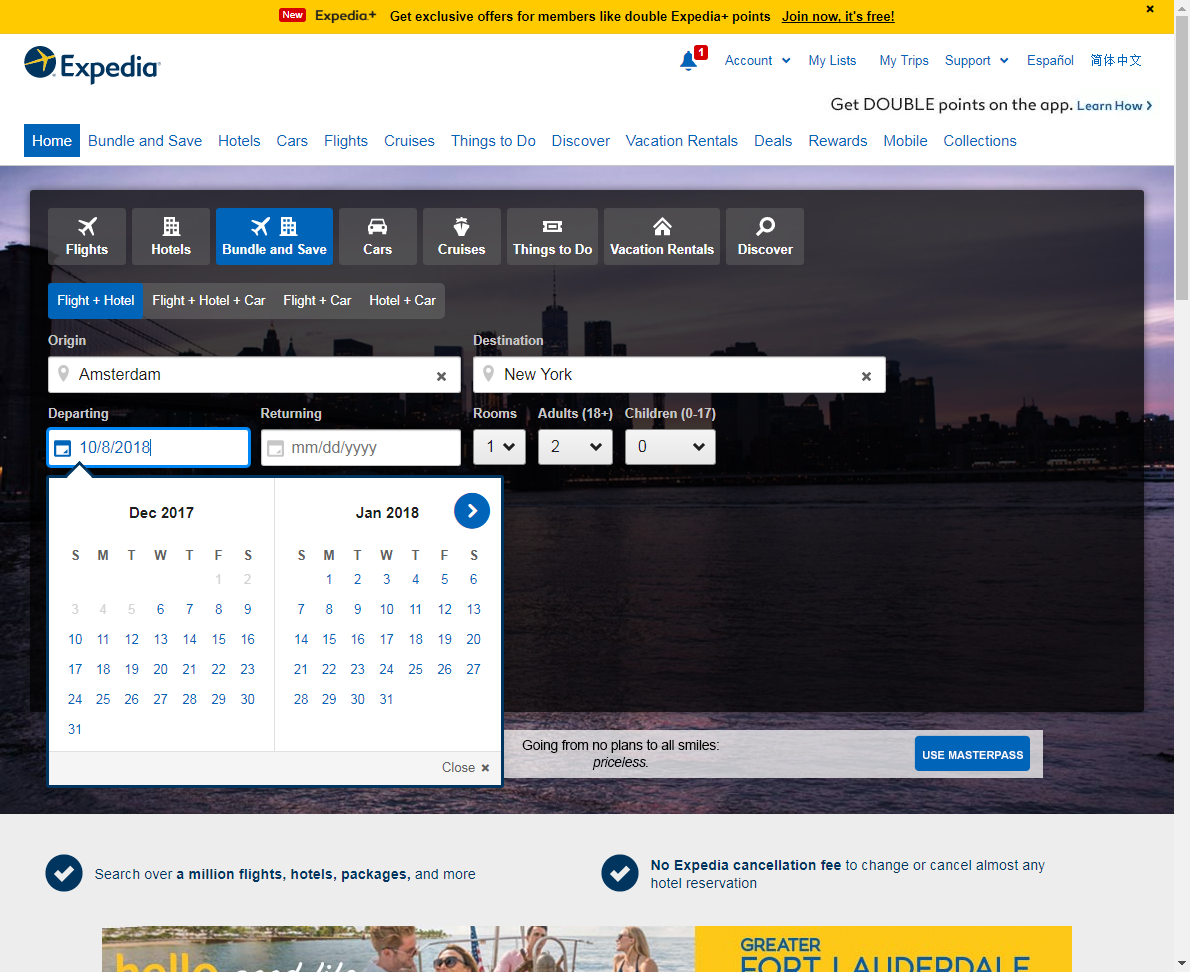 New Expedia+ Get exclusive offers for members like double Expedia+ points Join now, it's free!
Expedia
1 Account My Lists My Trips Support Español 简体中文
Get DOUBLE points on the app. Learn How
Home Bundle and Save Hotels Cars Flights Cruises Things to Do Discover Vacation Rentals Deals Rewards Mobile Collections
Flights Hotels Bundle and Save Cars Cruises Things to Do Vacation Rentals Discover
Flight + Hotel Flight + Hotel + Car Flight + Car Hotel + Car
Origin Destination
Amsterdam New York
Departing Returning Rooms Adults (18+) Children (0-17)
10/8/2018 mm/dd/yyyy 1 2 0
Dec 2017 Jan 2018
S M T W T F S S M T W T F S
1 2 1 2 3 4 5 6
3 4 5 6 7 8 9 7 8 9 10 11 12 13
10 11 12 13 14 15 16 14 15 16 17 18 19 20
17 18 19 20 21 22 23 21 22 23 24 25 26 27
24 25 26 27 28 29 30 28 29 30 31
31
Going from no plans to all smiles:
priceless.
USE MASTERPASS
Close
Search over a million flights, hotels, packages, and more
No Expedia cancellation fee to change or cancel almost any
hotel reservation
hello good life
GREATER
FORT LAUDERDALE